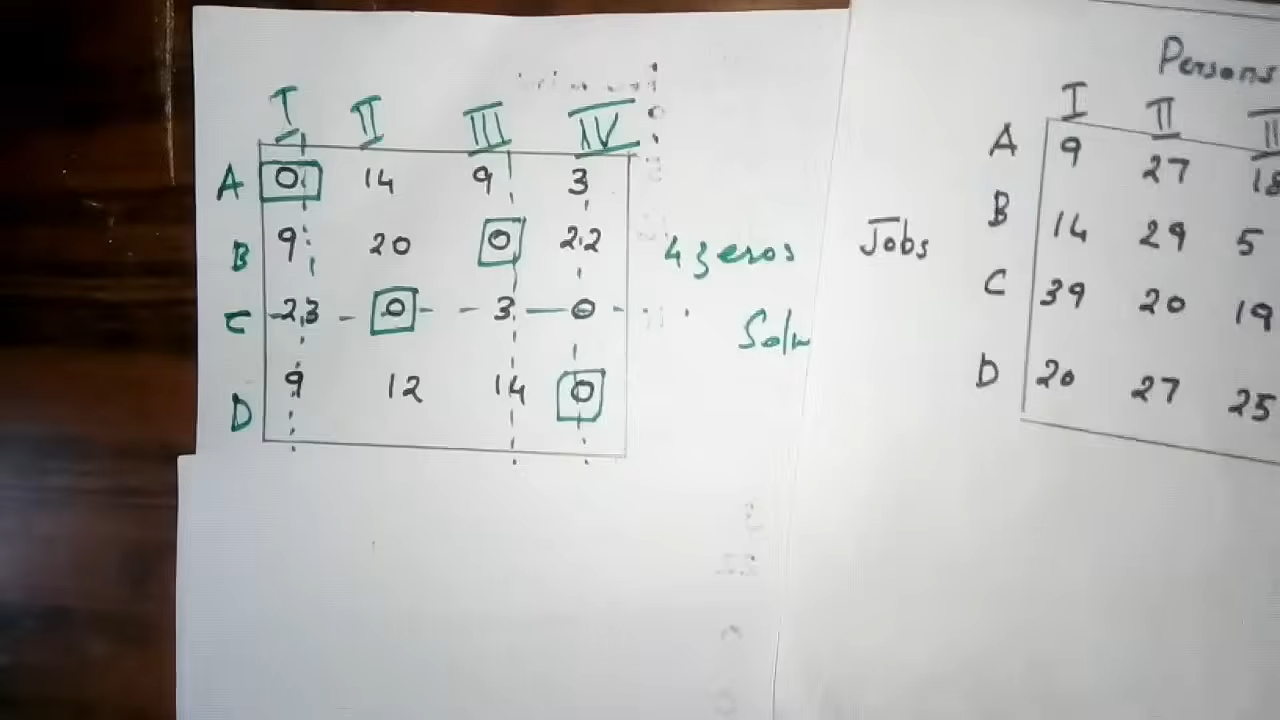 I II III IV
A 0 14 9 3
B 9 20 0 22
C 23 0 3 0
D 9 12 14 0
4 zeros
Soln
Persons
I II
A 9 27 18
Jobs
B 14 29 5
C 39 20 19
D 20 27 25